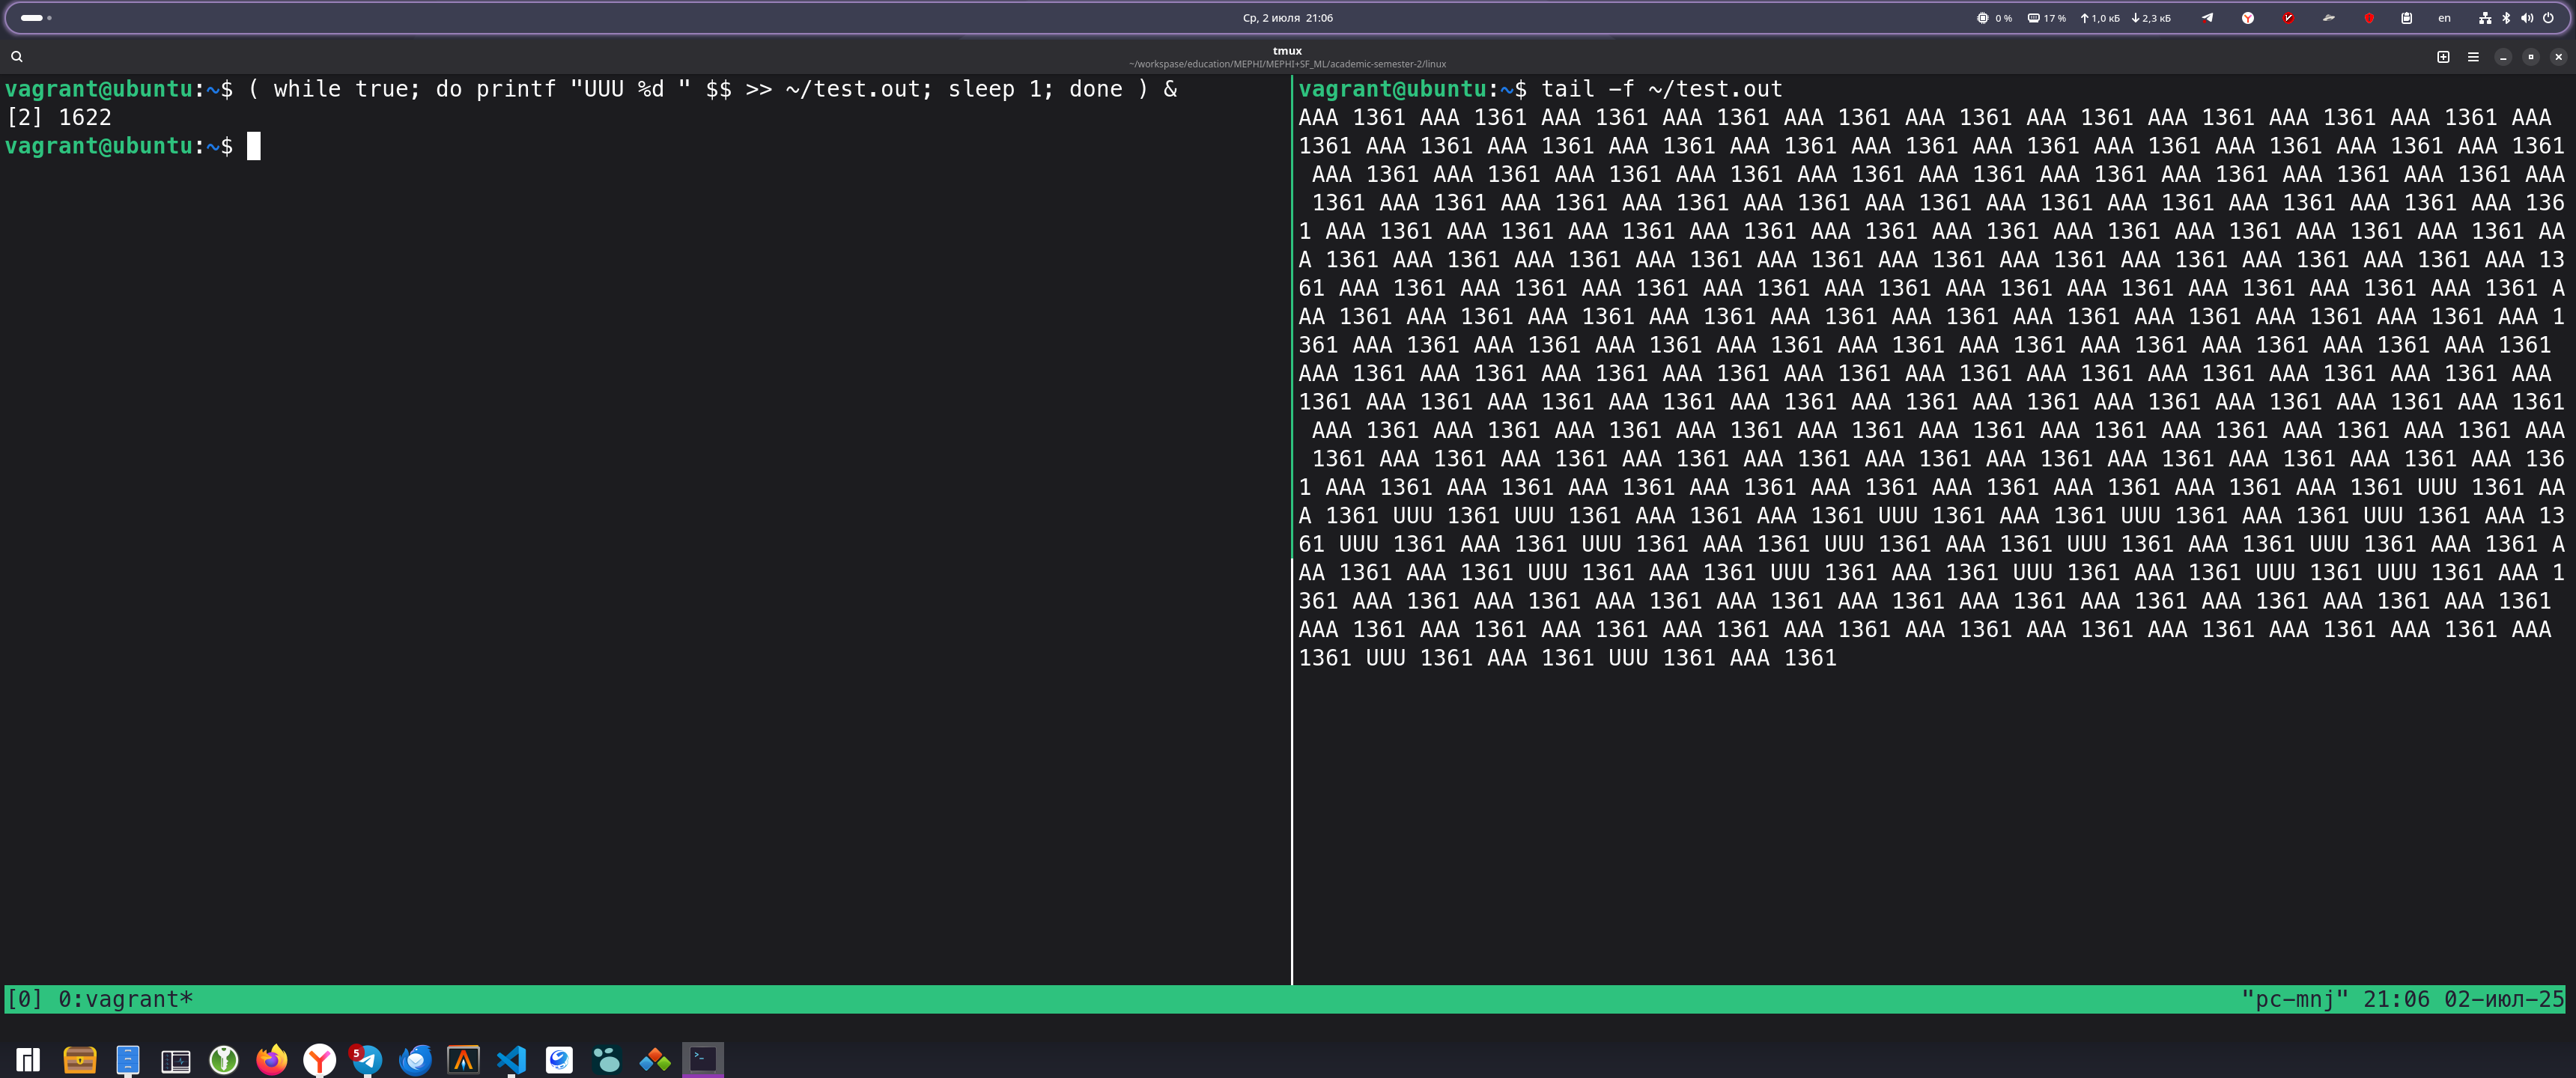 Ср, 2 июля 21:06
0 % 17 % 1,0 кБ 2,3 кБ en
tmux
~/workspase/education/MEPHI/MEPHI+SF_ML/academic-semester-2/linux
vagrant@ubuntu:~$ ( while true; do printf "UUU %d " $$ >> ~/test.out; sleep 1; done ) &
[2] 1622
vagrant@ubuntu:~$
vagrant@ubuntu:~$ tail -f ~/test.out
AAA 1361 AAA 1361 AAA 1361 AAA 1361 AAA 1361 AAA 1361 AAA 1361 AAA 1361 AAA 1361 AAA 1361 AAA
1361 AAA 1361 AAA 1361 AAA 1361 AAA 1361 AAA 1361 AAA 1361 AAA 1361 AAA 1361 AAA 1361 AAA 1361
AAA 1361 AAA 1361 AAA 1361 AAA 1361 AAA 1361 AAA 1361 AAA 1361 AAA 1361 AAA 1361 AAA 1361 AAA
1361 AAA 1361 AAA 1361 AAA 1361 AAA 1361 AAA 1361 AAA 1361 AAA 1361 AAA 1361 AAA 1361 AAA 136
1 AAA 1361 AAA 1361 AAA 1361 AAA 1361 AAA 1361 AAA 1361 AAA 1361 AAA 1361 AAA 1361 AAA 1361 AA
A 1361 AAA 1361 AAA 1361 AAA 1361 AAA 1361 AAA 1361 AAA 1361 AAA 1361 AAA 1361 AAA 1361 AAA 13
61 AAA 1361 AAA 1361 AAA 1361 AAA 1361 AAA 1361 AAA 1361 AAA 1361 AAA 1361 AAA 1361 AAA 1361 A
AA 1361 AAA 1361 AAA 1361 AAA 1361 AAA 1361 AAA 1361 AAA 1361 AAA 1361 AAA 1361 AAA 1361 AAA 1
361 AAA 1361 AAA 1361 AAA 1361 AAA 1361 AAA 1361 AAA 1361 AAA 1361 AAA 1361 AAA 1361 AAA 1361
AAA 1361 AAA 1361 AAA 1361 AAA 1361 AAA 1361 AAA 1361 AAA 1361 AAA 1361 AAA 1361 AAA 1361 AAA
1361 AAA 1361 AAA 1361 AAA 1361 AAA 1361 AAA 1361 AAA 1361 AAA 1361 AAA 1361 AAA 1361 AAA 1361
AAA 1361 AAA 1361 AAA 1361 AAA 1361 AAA 1361 AAA 1361 AAA 1361 AAA 1361 AAA 1361 AAA 1361 AAA
1361 AAA 1361 AAA 1361 AAA 1361 AAA 1361 AAA 1361 AAA 1361 AAA 1361 AAA 1361 AAA 1361 AAA 136
1 AAA 1361 AAA 1361 AAA 1361 AAA 1361 AAA 1361 AAA 1361 AAA 1361 AAA 1361 AAA 1361 UUU 1361 AA
A 1361 UUU 1361 UUU 1361 AAA 1361 AAA 1361 UUU 1361 AAA 1361 UUU 1361 AAA 1361 UUU 1361 AAA 13
61 UUU 1361 AAA 1361 UUU 1361 AAA 1361 UUU 1361 AAA 1361 UUU 1361 AAA 1361 UUU 1361 AAA 1361 A
AA 1361 AAA 1361 UUU 1361 AAA 1361 UUU 1361 AAA 1361 UUU 1361 AAA 1361 UUU 1361 UUU 1361 AAA 1
361 AAA 1361 AAA 1361 AAA 1361 AAA 1361 AAA 1361 AAA 1361 AAA 1361 AAA 1361 AAA 1361 AAA 1361
AAA 1361 AAA 1361 AAA 1361 AAA 1361 AAA 1361 AAA 1361 AAA 1361 AAA 1361 AAA 1361 AAA 1361 AAA
1361 UUU 1361 AAA 1361 UUU 1361 AAA 1361
[0] 0:vagrant* "pc-mnj" 21:06 02-июл-25
5